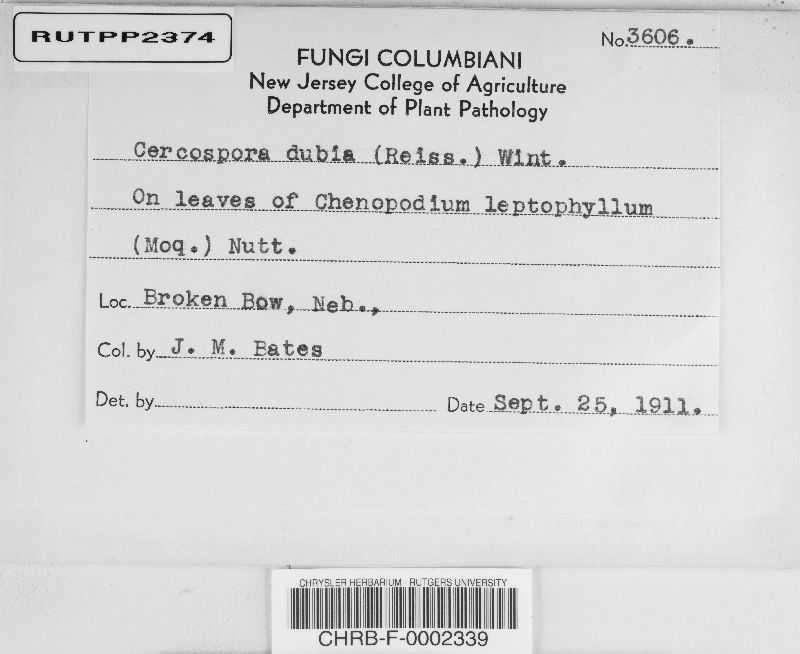 RUTPP2374
No. 3606.
FUNGI COLUMBIANI
New Jersey College of Agriculture
Department of Plant Pathology
Cercospora dubia (Reiss.) Wint.
On leaves of Chenopodium leptophyllum
(Moq.) Nutt.
Loc. Broken Bow, Neb.,
Col. by J. M. Bates
Det. by
Date Sept. 25, 1911.
CHRYSLER HERBARIUM - RUTGERS UNIVERSITY
CHRB-F-0002339